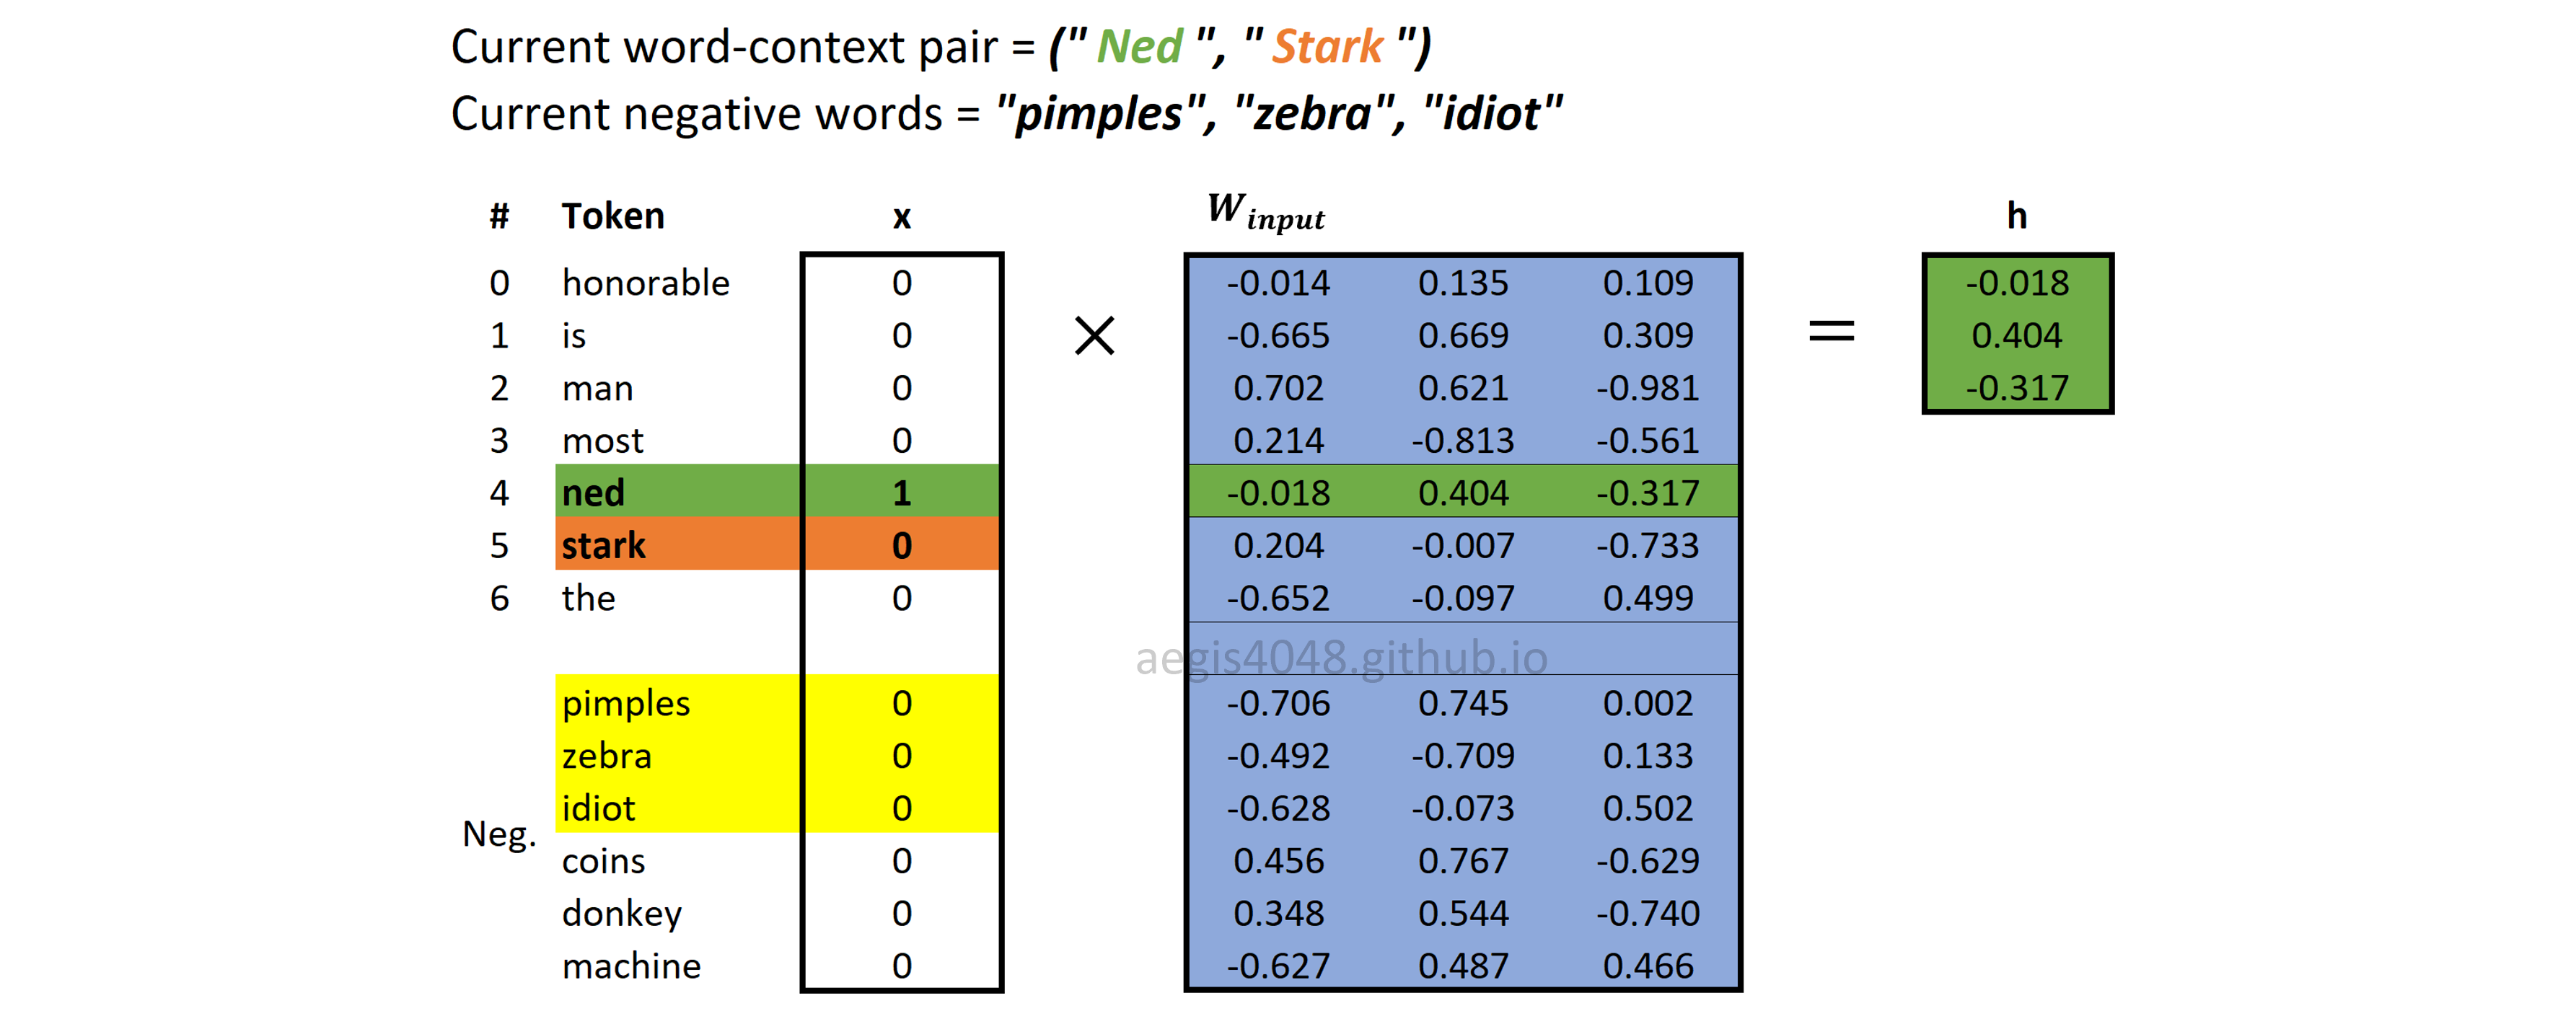 Current word-context pair = (" Ned ", " Stark ")
Current negative words = "pimples", "zebra", "idiot"
# Token x W input h
0 honorable 0 -0.014 0.135 0.109 -0.018
1 is 0 × -0.665 0.669 0.309 = 0.404
2 man 0 0.702 0.621 -0.981 -0.317
3 most 0 0.214 -0.813 -0.561
4 ned 1 -0.018 0.404 -0.317
5 stark 0 0.204 -0.007 -0.733
6 the 0 -0.652 -0.097 0.499
aegis4048.github.io
pimples 0 -0.706 0.745 0.002
zebra 0 -0.492 -0.709 0.133
idiot 0 -0.628 -0.073 0.502
Neg.
coins 0 0.456 0.767 -0.629
donkey 0 0.348 0.544 -0.740
machine 0 -0.627 0.487 0.466